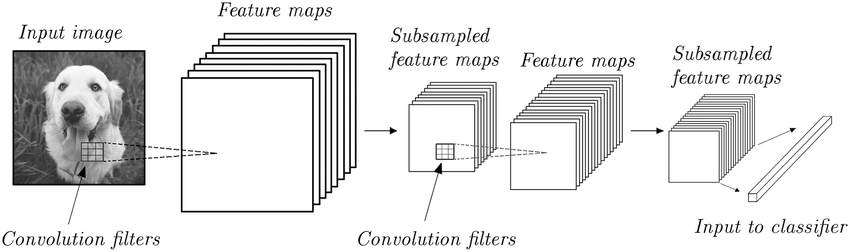 Input image
Feature maps
Subsampled
feature maps
Feature maps
Subsampled
feature maps
Convolution filters
Convolution filters
Input to classifier